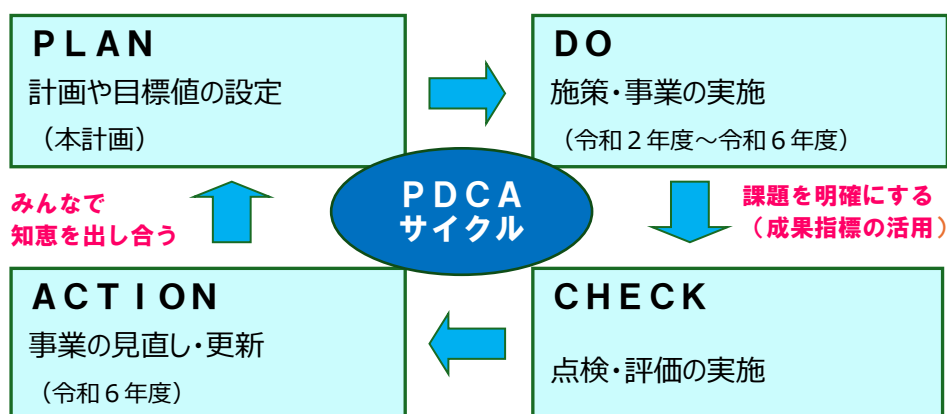 PLAN
計画や目標値の設定
（本計画）
DO
施策・事業の実施
（令和２年度～令和６年度）
PDCA
サイクル
みんなで
知恵を出し合う
課題を明確にする
（成果指標の活用）
ACTION
事業の見直し・更新
（令和６年度）
CHECK
点検・評価の実施